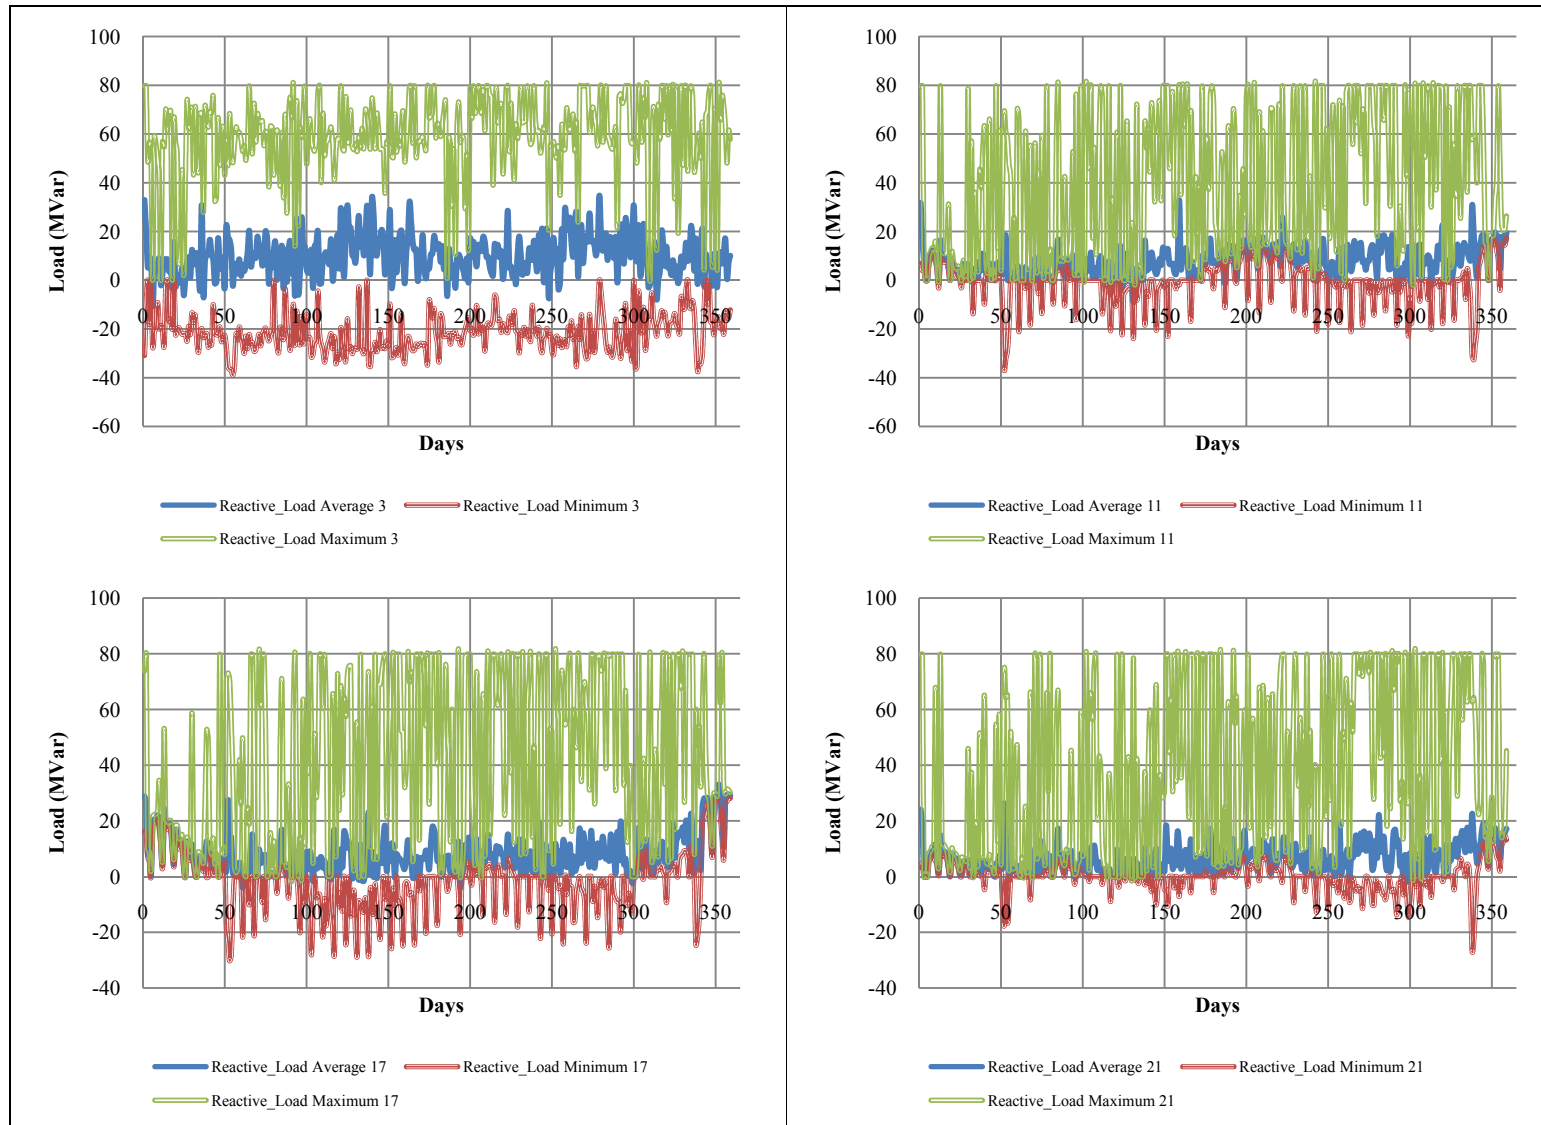 100
80
60
40
20
0
-20
-40
-60
0 50 100 150 200 250 300 350
Load (MVar)
Days
Reactive_Load Average 3 Reactive_Load Minimum 3
Reactive_Load Maximum 3
100
80
60
40
20
0
-20
-40
-60
0 50 100 150 200 250 300 350
Load (MVar)
Days
Reactive_Load Average 11 Reactive_Load Minimum 11
Reactive_Load Maximum 11
100
80
60
40
20
0
-20
-40
0 50 100 150 200 250 300 350
Load (MVar)
Days
Reactive_Load Average 17 Reactive_Load Minimum 17
Reactive_Load Maximum 17
100
80
60
40
20
0
-20
-40
0 50 100 150 200 250 300 350
Load (MVar)
Days
Reactive_Load Average 21 Reactive_Load Minimum 21
Reactive_Load Maximum 21